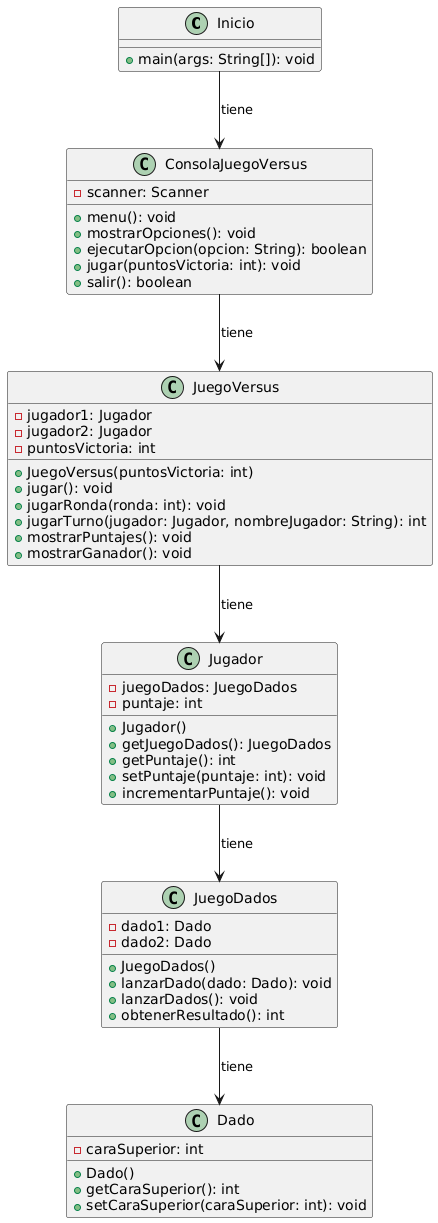 C Inicio
main(args: String[]): void
tiene
C ConsolaJuegoVersus
scanner: Scanner
menu(): void
mostrarOpciones(): void
ejecutarOpcion(opcion: String): boolean
jugar(puntosVictoria: int): void
salir(): boolean
tiene
C JuegoVersus
jugador1: Jugador
jugador2: Jugador
puntosVictoria: int
JuegoVersus(puntosVictoria: int)
jugar(): void
jugarRonda(ronda: int): void
jugarTurno(jugador: Jugador, nombreJugador: String): int
mostrarPuntajes(): void
mostrarGanador(): void
tiene
C Jugador
juegoDados: JuegoDados
puntaje: int
Jugador()
getJuegoDados(): JuegoDados
getPuntaje(): int
setPuntaje(puntaje: int): void
incrementarPuntaje(): void
tiene
C JuegoDados
dado1: Dado
dado2: Dado
JuegoDados()
lanzarDado(dado: Dado): void
lanzarDados(): void
obtenerResultado(): int
tiene
C Dado
caraSuperior: int
Dado()
getCaraSuperior(): int
setCaraSuperior(caraSuperior: int): void